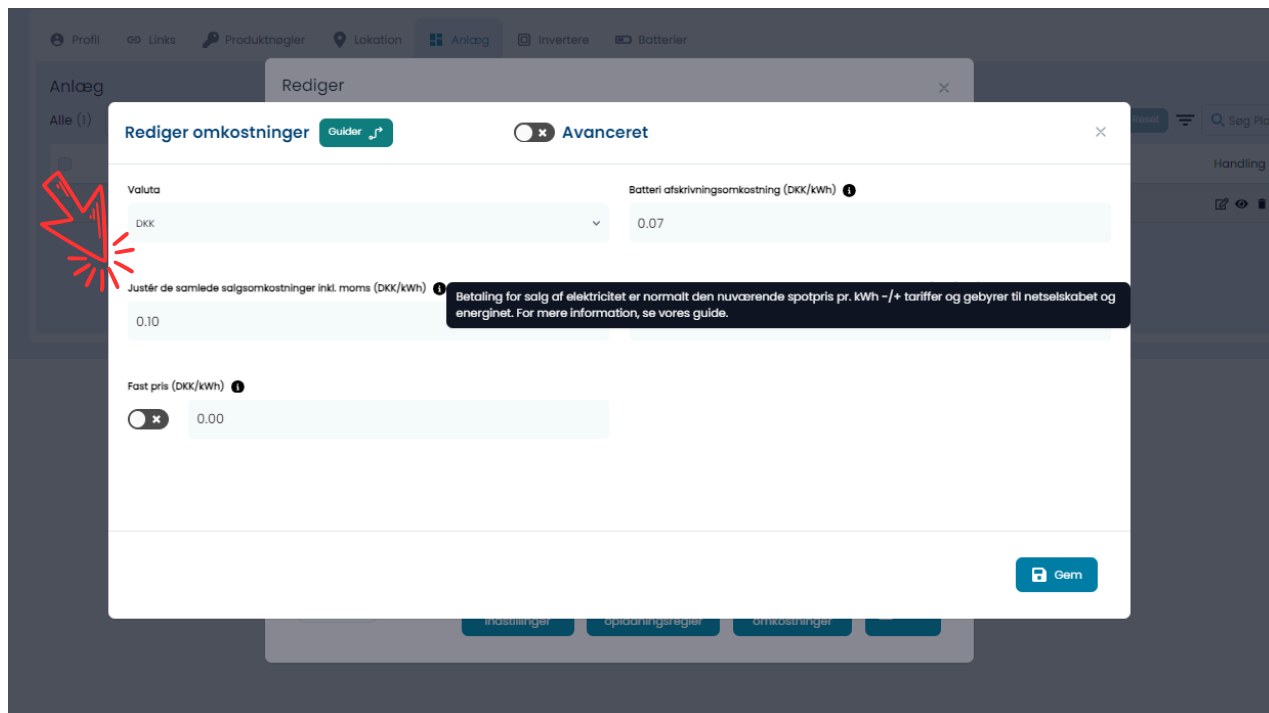 Profil Links Produktnøgler Lokation Anlæg Invertere Batterier
Anlæg
Rediger
Alle (1)
Reset
Handling
Rediger omkostninger Guider Avanceret
Valuta
DKK
Batteri afskrivningsomkostning (DKK/kWh)
0.07
Justér de samlede salgsomkostninger inkl. moms (DKK/kWh)
0.10
Betaling for salg af elektricitet er normalt den nuværende spotpris pr. kWh -/+ tariffer og gebyrer til netselskabet og
energinet. For mere information, se vores guide.
Fast pris (DKK/kWh)
0.00
Gem
indstillinger opladningsregler omkostninger